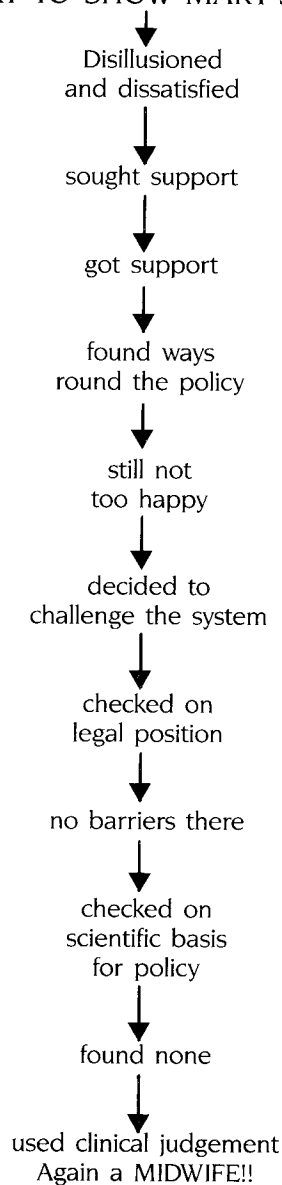 TO SHOW
Disillusioned
and dissatisfied
sought support
got support
found ways
round the policy
still not
too happy
decided to
challenge the system
checked on
legal position
no barriers there
checked on
scientific basis
for policy
found none
used clinical judgement
Again a MIDWIFE!!